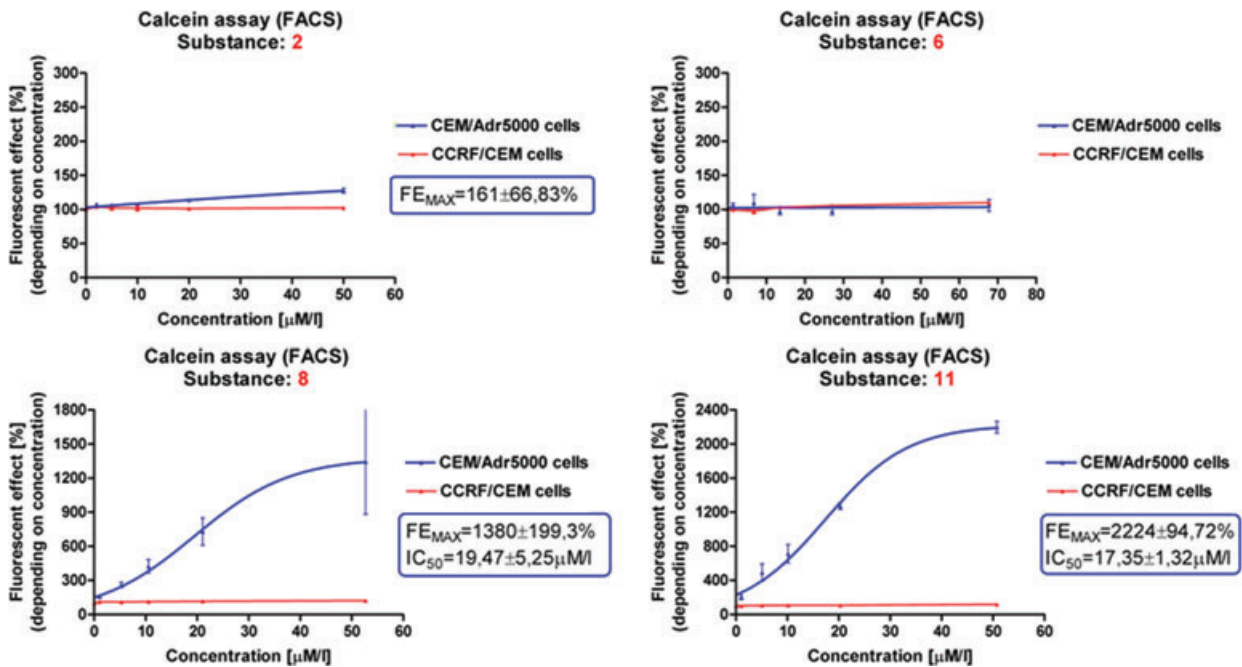 Calcein assay (FACS)
Substance: 2
Fluorescent effect [%]
(depending on concentration)
300
250
200
150
100
50
0
0 10 20 30 40 50 60
Concentration [µM/l]
CEM/Adr5000 cells
CCRF/CEM cells
FEMAX=161±66,83%
Calcein assay (FACS)
Substance: 6
Fluorescent effect [%]
(depending on concentration)
300
250
200
150
100
50
0
0 10 20 30 40 50 60 70 80
Concentration [µM/l]
CEM/Adr5000 cells
CCRF/CEM cells
Calcein assay (FACS)
Substance: 8
Fluorescent effect [%]
(depending on concentration)
1800
1500
1200
900
600
300
0
0 10 20 30 40 50 60
Concentration [µM/l]
CEM/Adr5000 cells
CCRF/CEM cells
FEMAX=1380±199,3%
IC50=19,47±5,25µM/l
Calcein assay (FACS)
Substance: 11
Fluorescent effect [%]
(depending on concentration)
2400
2000
1600
1200
800
400
0
0 10 20 30 40 50 60
Concentration [µM/l]
CEM/Adr5000 cells
CCRF/CEM cells
FEMAX=2224±94,72%
IC50=17,35±1,32µM/l